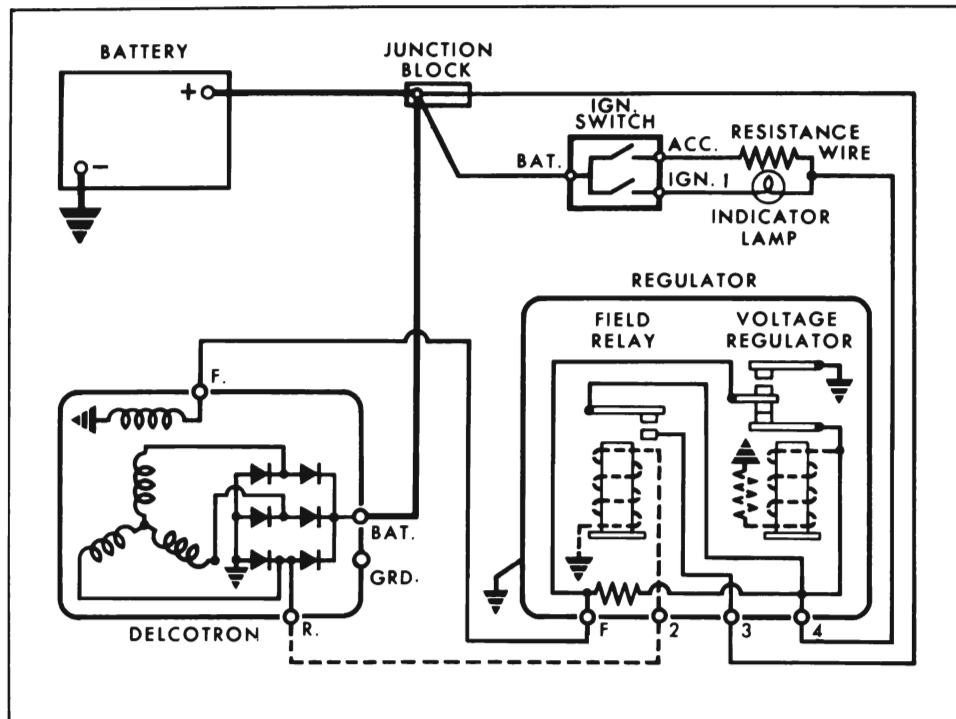 BATTERY
+
-
JUNCTION
BLOCK
IGN.
SWITCH
BAT.
ACC.
IGN. 1
RESISTANCE
WIRE
INDICATOR
LAMP
REGULATOR
FIELD
RELAY
VOLTAGE
REGULATOR
F.
BAT.
GRD.
DELCOTRON
R.
F
2
3
4